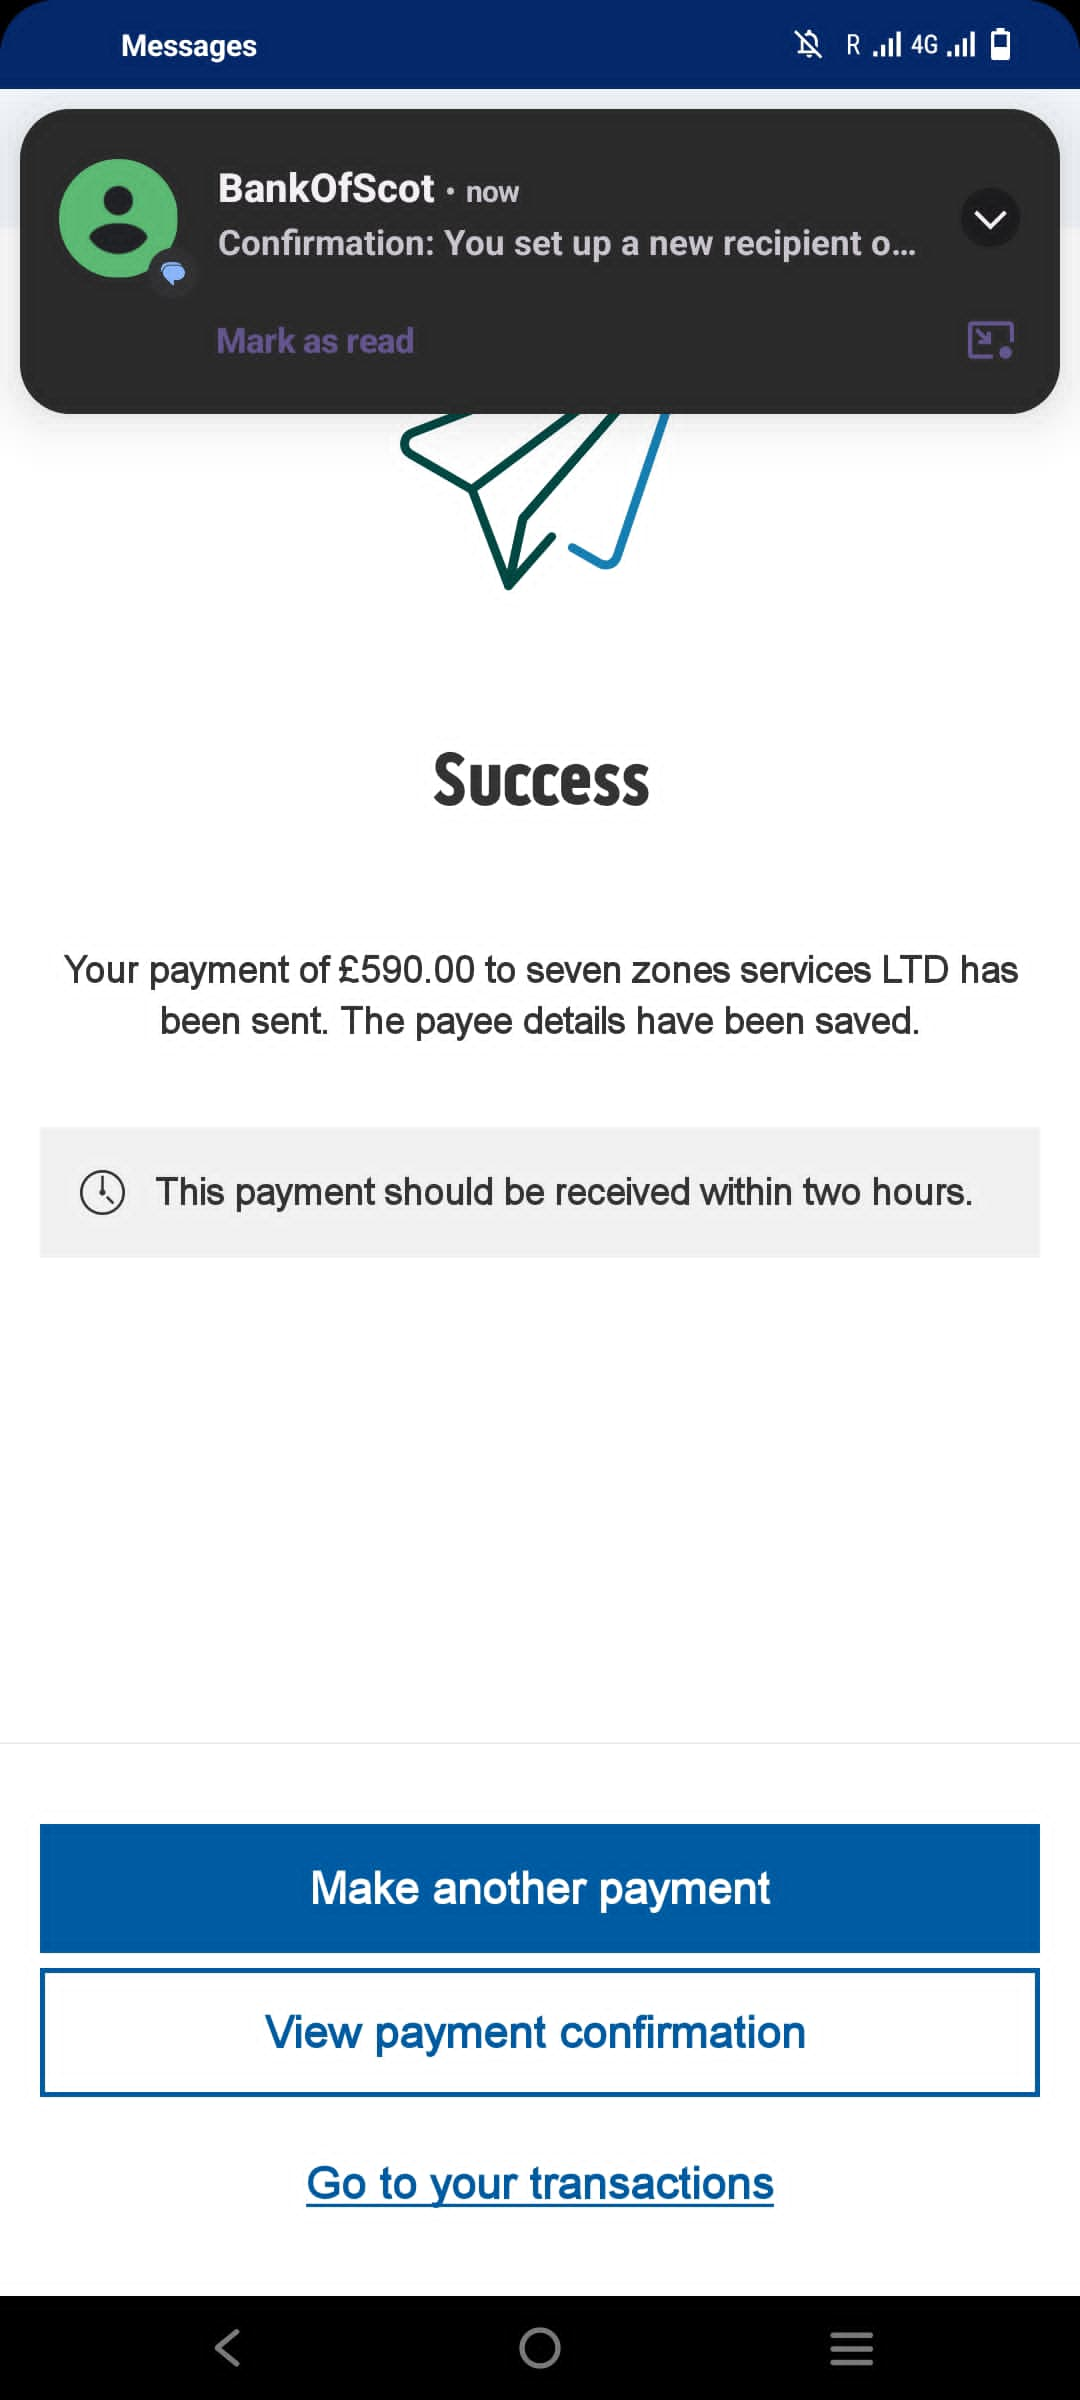 Messages
R 4G
BankOfScot • now
Confirmation: You set up a new recipient o...
Mark as read
Success
Your payment of £590.00 to seven zones services LTD has
been sent. The payee details have been saved.
This payment should be received within two hours.
Make another payment
View payment confirmation
Go to your transactions